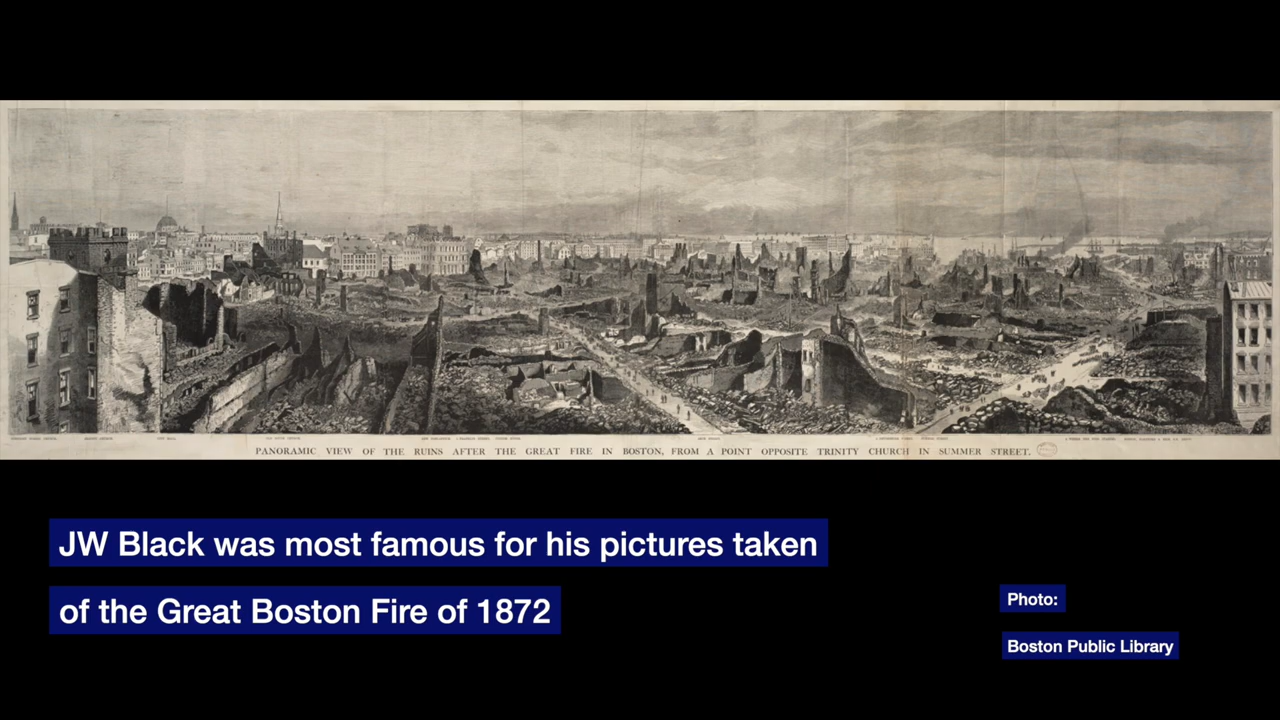 PANORAMIC VIEW OF THE RUINS AFTER THE GREAT FIRE IN BOSTON, FROM A POINT OPPOSITE TRINITY CHURCH IN SUMMER STREET.
JW Black was most famous for his pictures taken
of the Great Boston Fire of 1872
Photo:
Boston Public Library